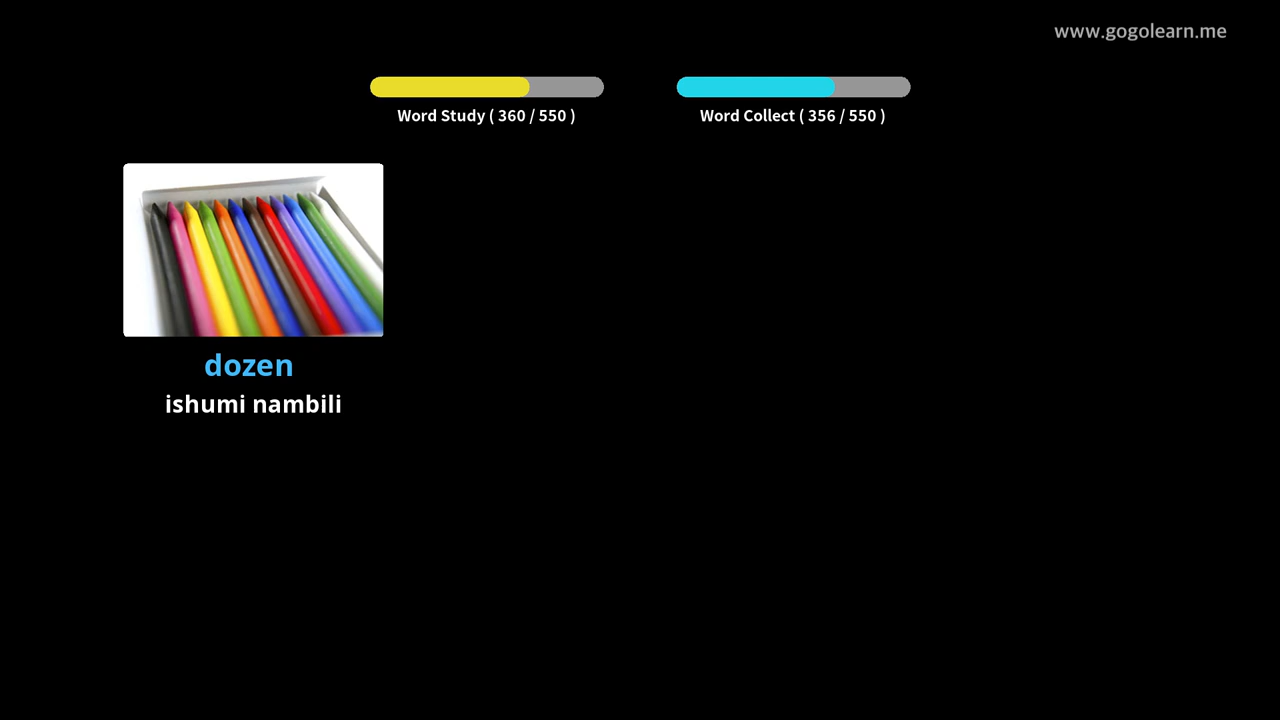 www.gogolearn.me
Word Study ( 360 / 550 )
Word Collect ( 356 / 550 )
dozen
ishumi nambili